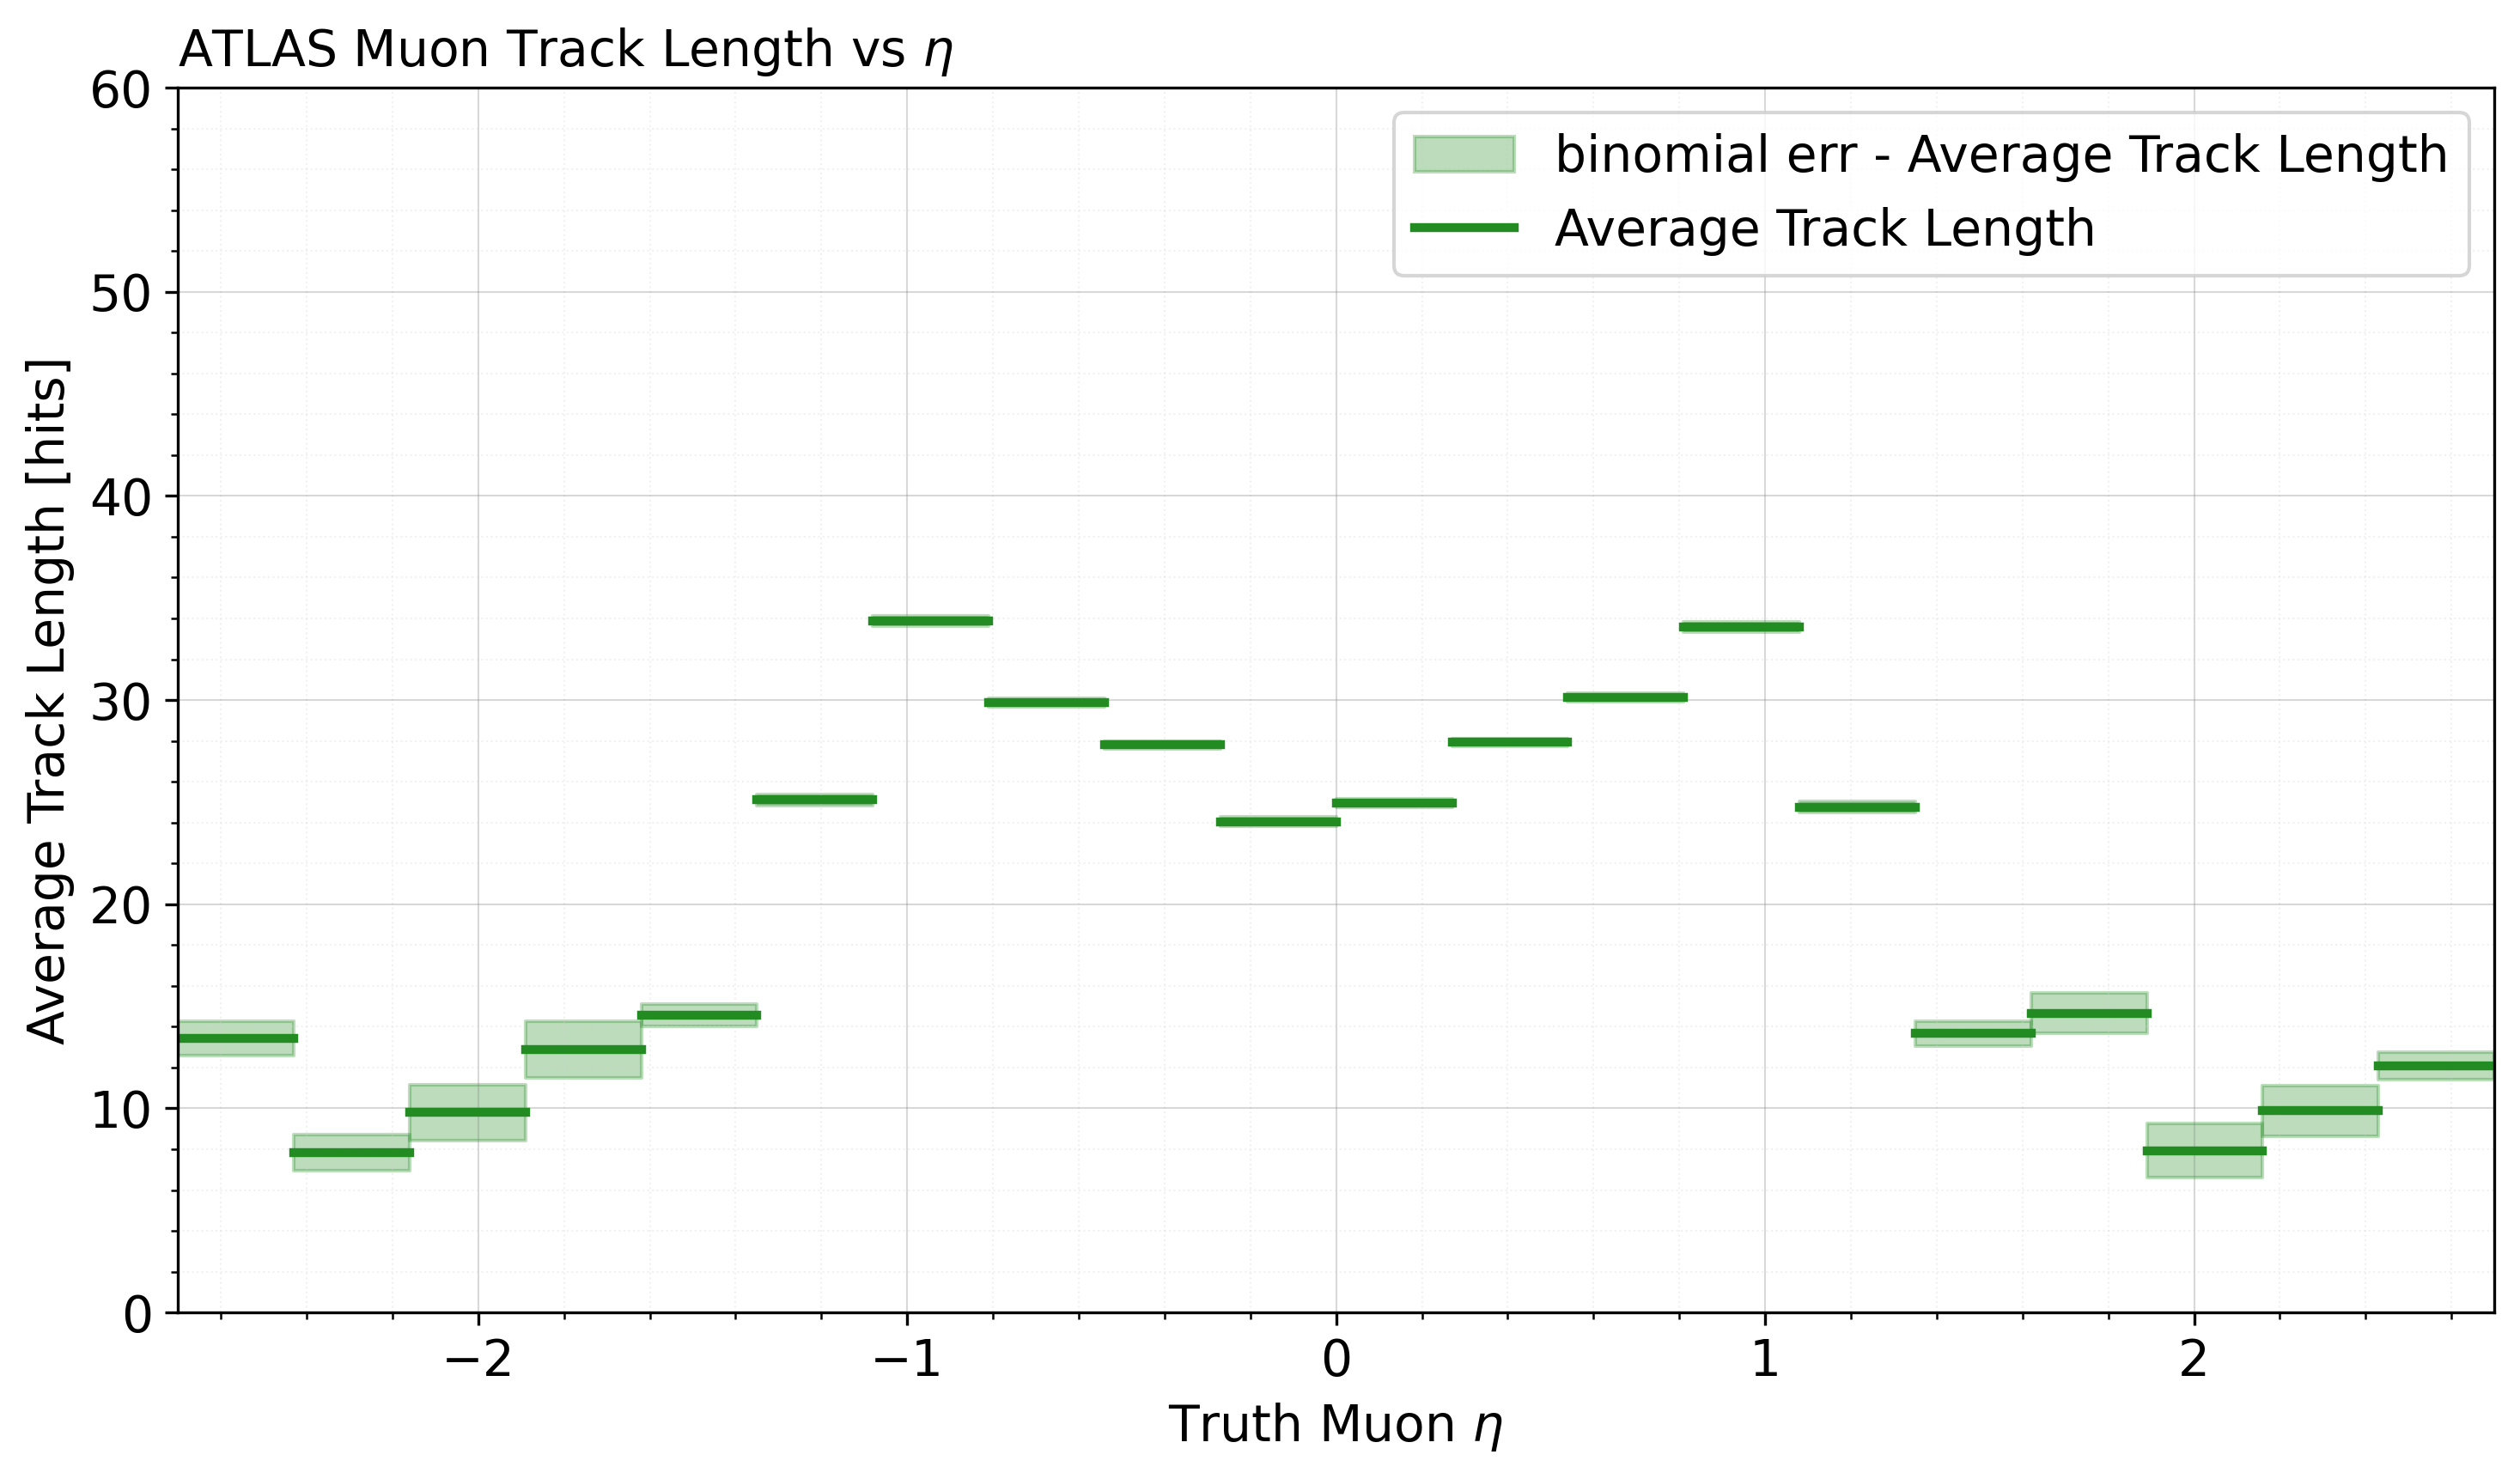 ATLAS Muon Track Length vs η
60
50
40
30
20
10
0
Average Track Length [hits]
binomial err - Average Track Length
Average Track Length
−2
−1
0
1
2
Truth Muon η